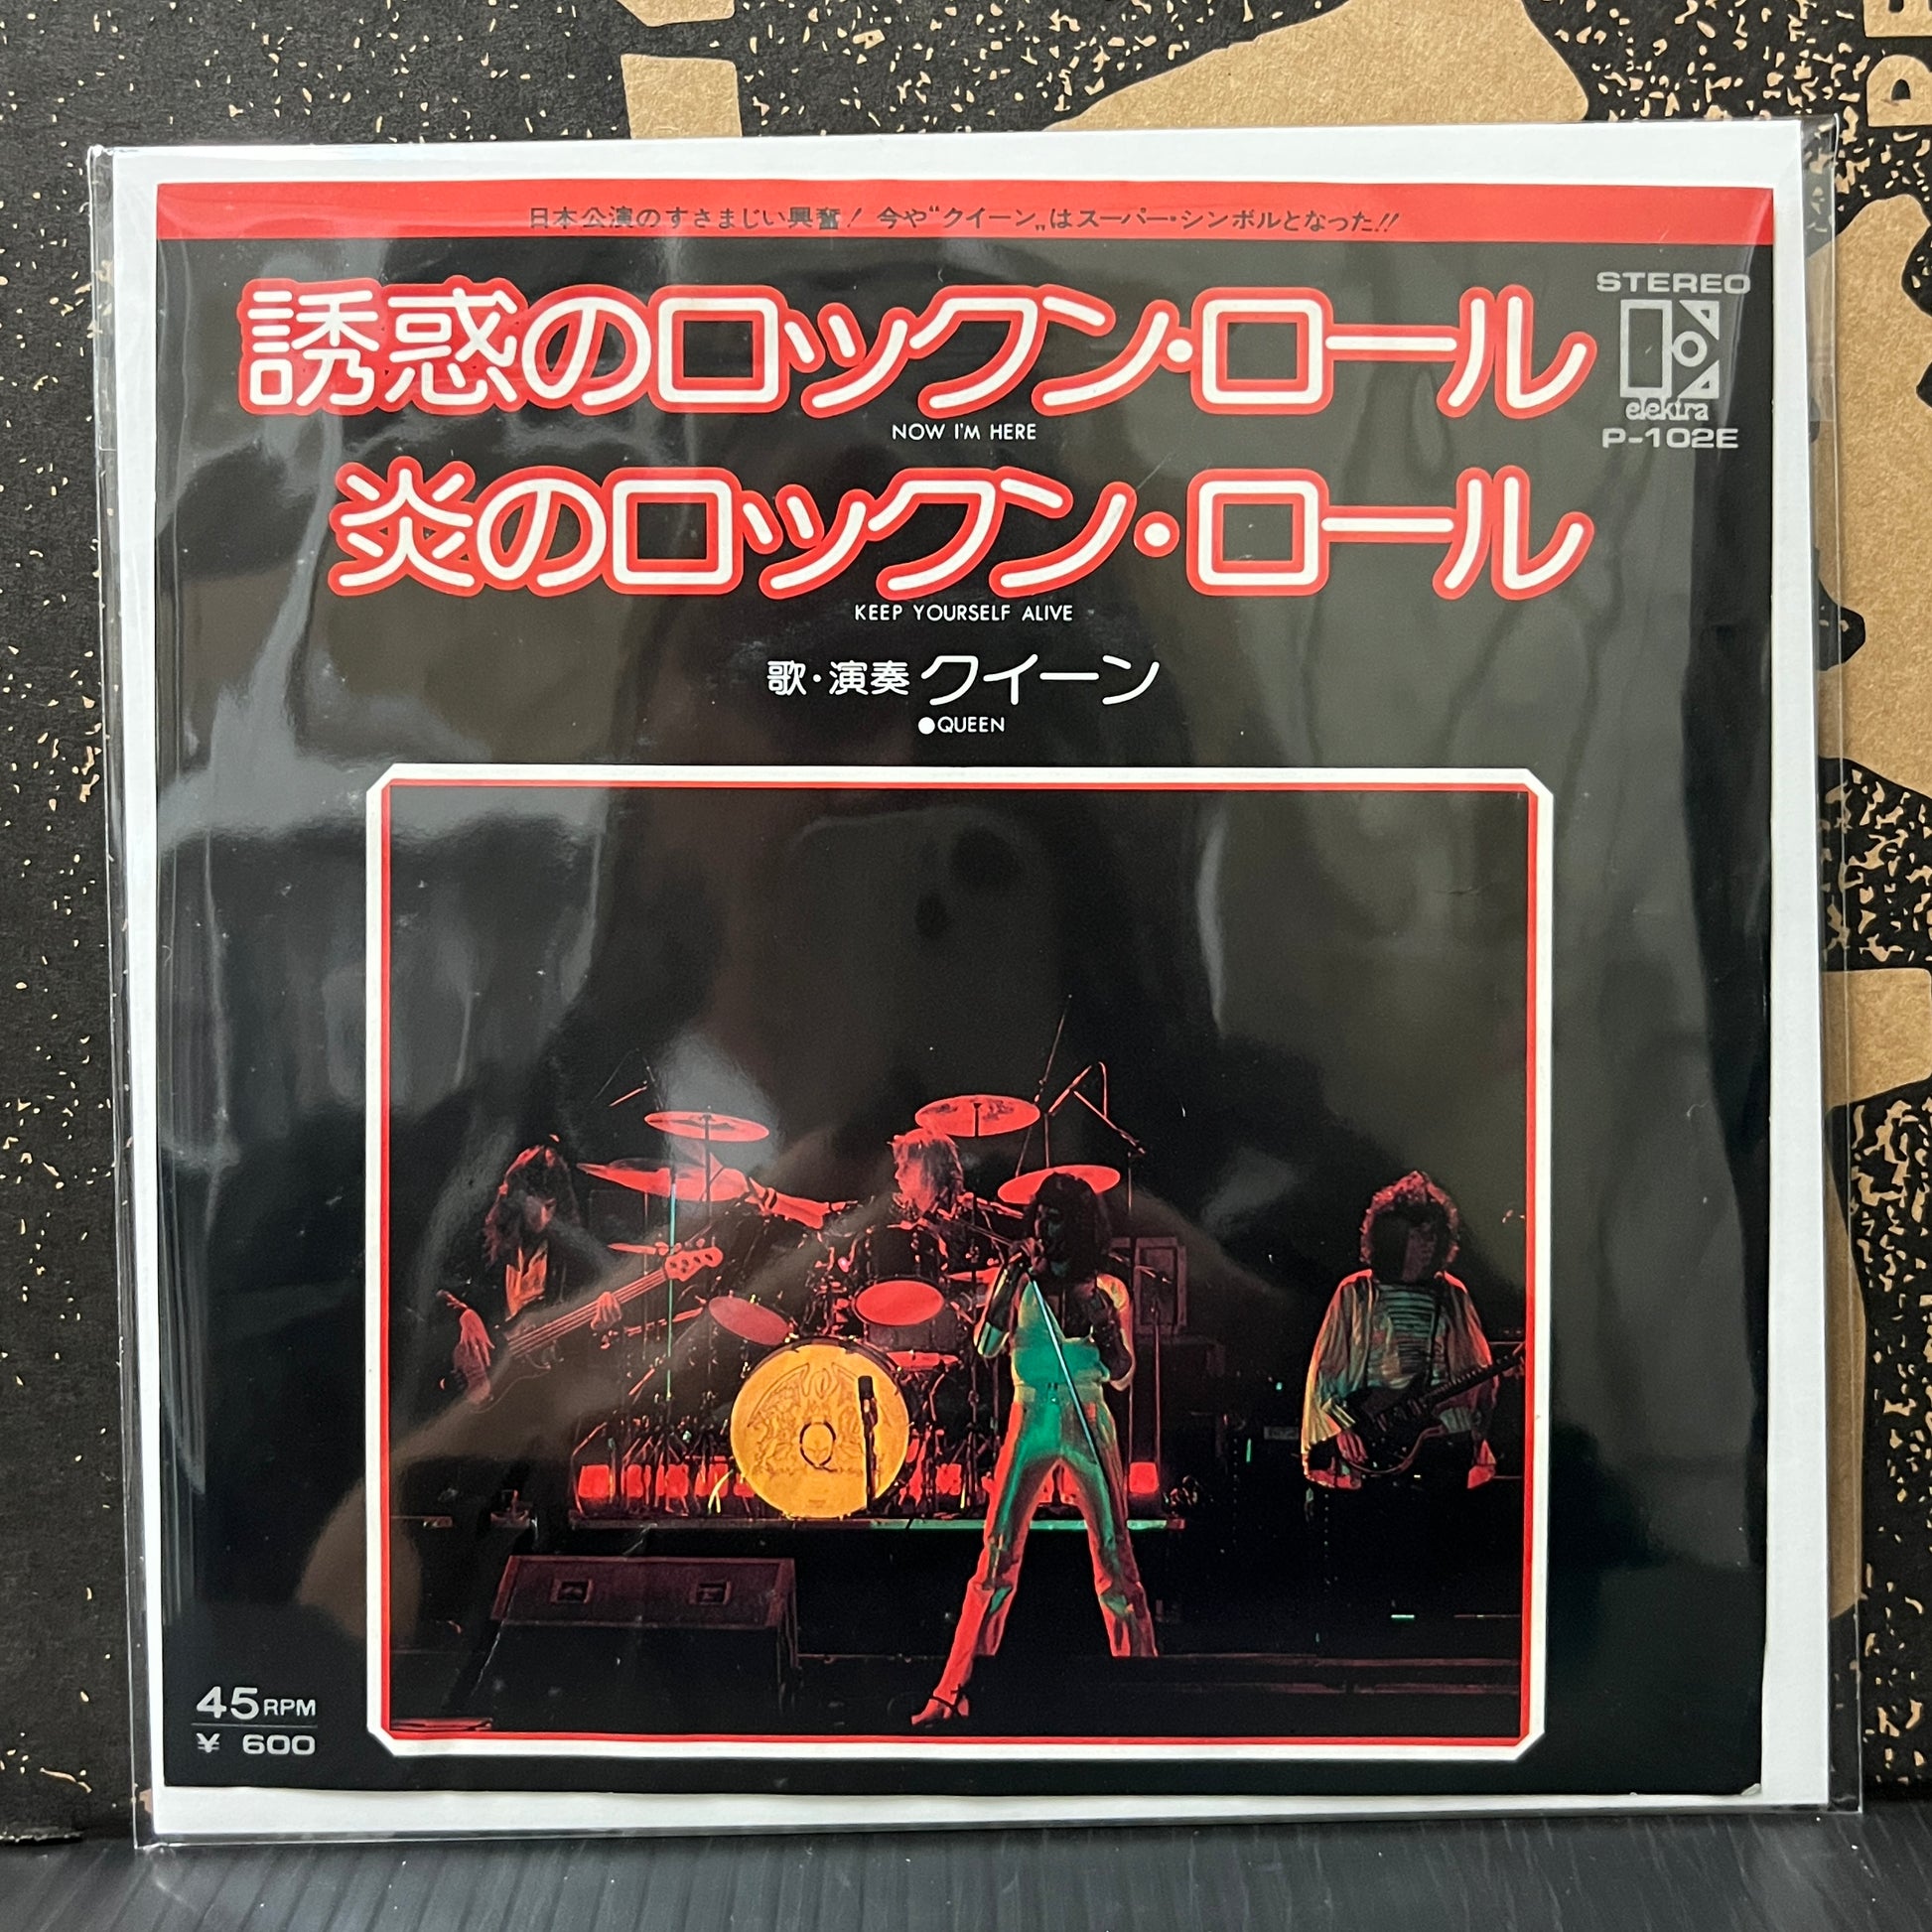 日本公演のすさまじい興奮! 今や“クイーン„はスーパー・シンボルとなった!!
誘惑のロックン・ロール
NOW I'M HERE
STEREO
elektra
P-102E
炎のロックン・ロール
KEEP YOURSELF ALIVE
歌・演奏 クイーン
●QUEEN
45RPM
¥ 600